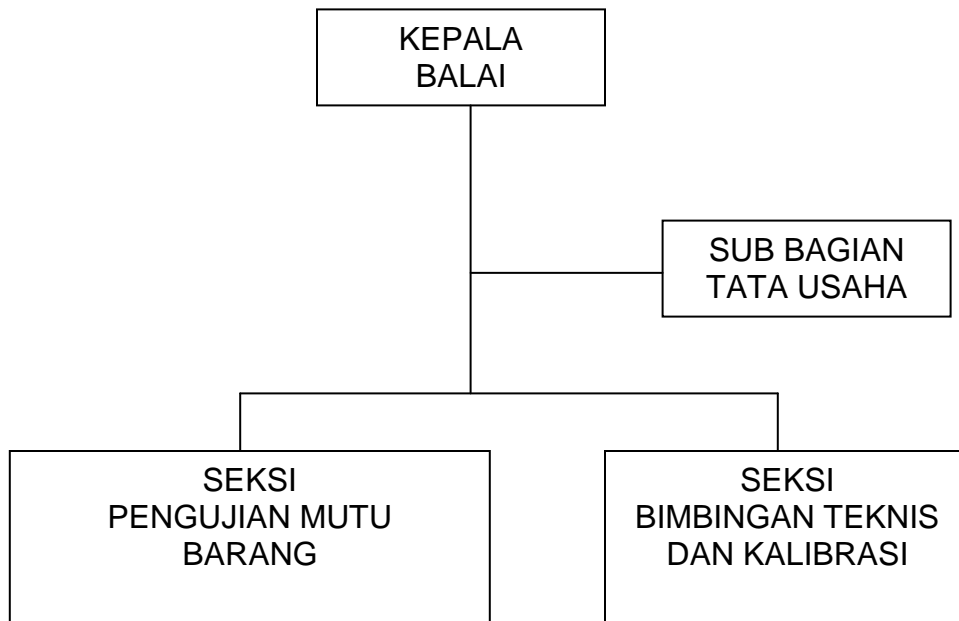 KEPALA
BALAI
SUB BAGIAN
TATA USAHA
SEKSI
PENGUJIAN MUTU
BARANG
SEKSI
BIMBINGAN TEKNIS
DAN KALIBRASI